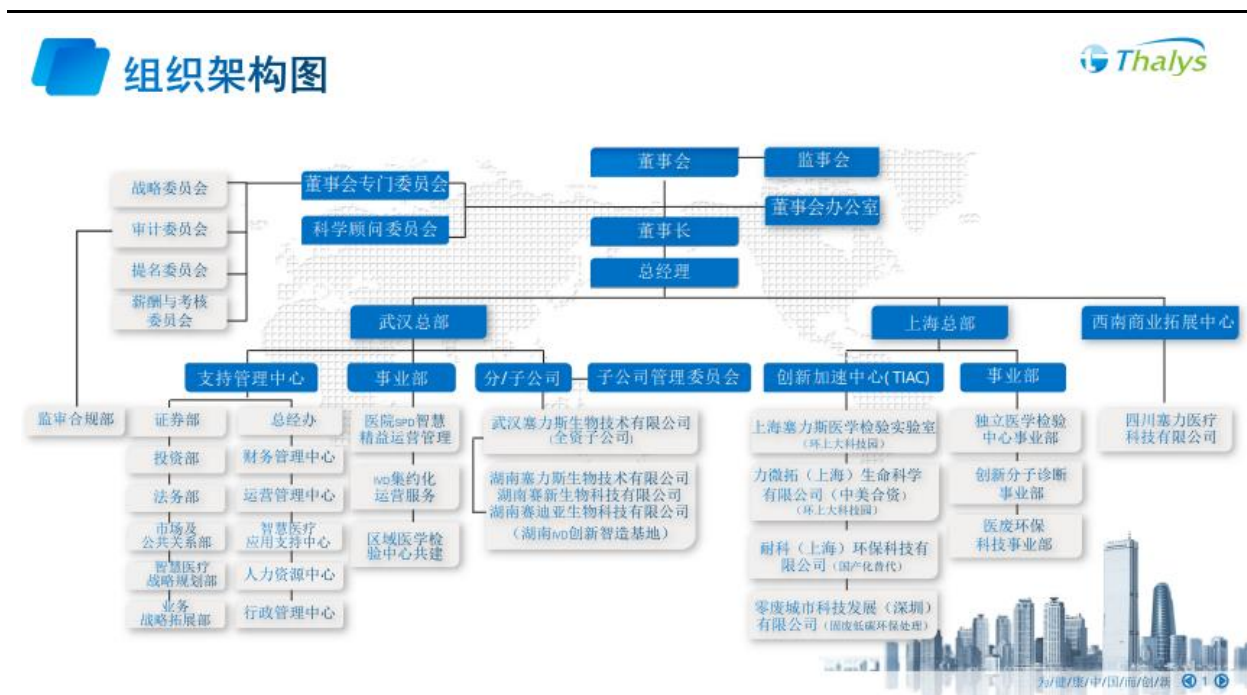 组织架构图
Thalys
董事会
监事会
战略委员会
董事会专门委员会
董事会办公室
审计委员会
科学顾问委员会
董事长
提名委员会
总经理
薪酬与考核
委员会
武汉总部
上海总部
西南商业拓展中心
支持管理中心
事业部
分/子公司
子公司管理委员会
创新加速中心(TIAC)
事业部
监审合规部
证券部
投资部
法务部
市场及
公共关系部
智慧医疗
战略规划部
业务
战略拓展部
总经办
财务管理中心
运营管理中心
智慧医疗
应用支持中心
人力资源中心
行政管理中心
医院SPD智慧
精益运营管理
IVD集约化
运营服务
区域医学检
验中心共建
武汉塞力斯生物技术有限公司
(全资子公司)
湖南塞力斯生物技术有限公司
湖南赛新生物科技有限公司
湖南赛迪亚生物科技有限公司
(湖南IVD创新智造基地)
上海塞力斯医学检验实验室
(环上大科技园)
力微拓(上海)生命科学
有限公司(中美合资)
(环上大科技园)
耐科(上海)环保科技有
限公司(国产化替代)
零废城市科技发展(深圳)
有限公司(固废低碳环保处理)
独立医学检验
中心事业部
创新分子诊断
事业部
医废环保
科技事业部
四川塞力医疗
科技有限公司
为/健/康/中/国/而/创/新
1